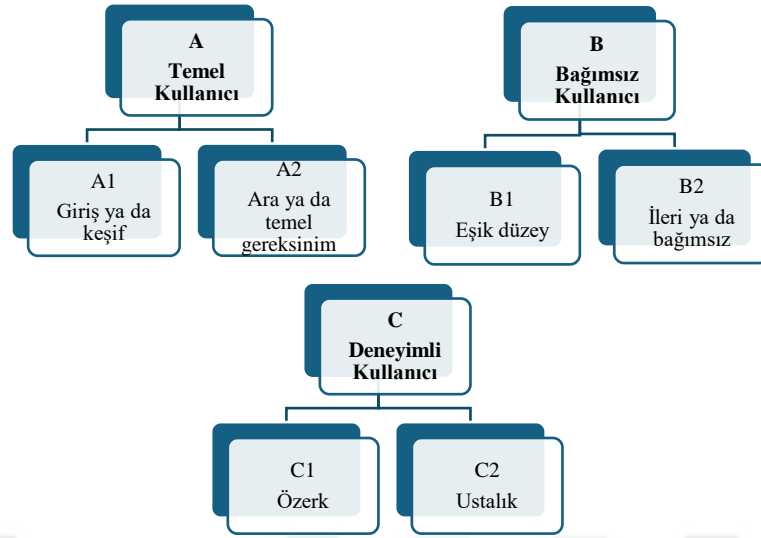 A
Temel
Kullanıcı
A1
Giriş ya da
keşif
A2
Ara ya da
temel
gereksinim
B
Bağımsız
Kullanıcı
B1
Eşik düzey
B2
İleri ya da
bağımsız
C
Deneyimli
Kullanıcı
C1
Özerk
C2
Ustalık